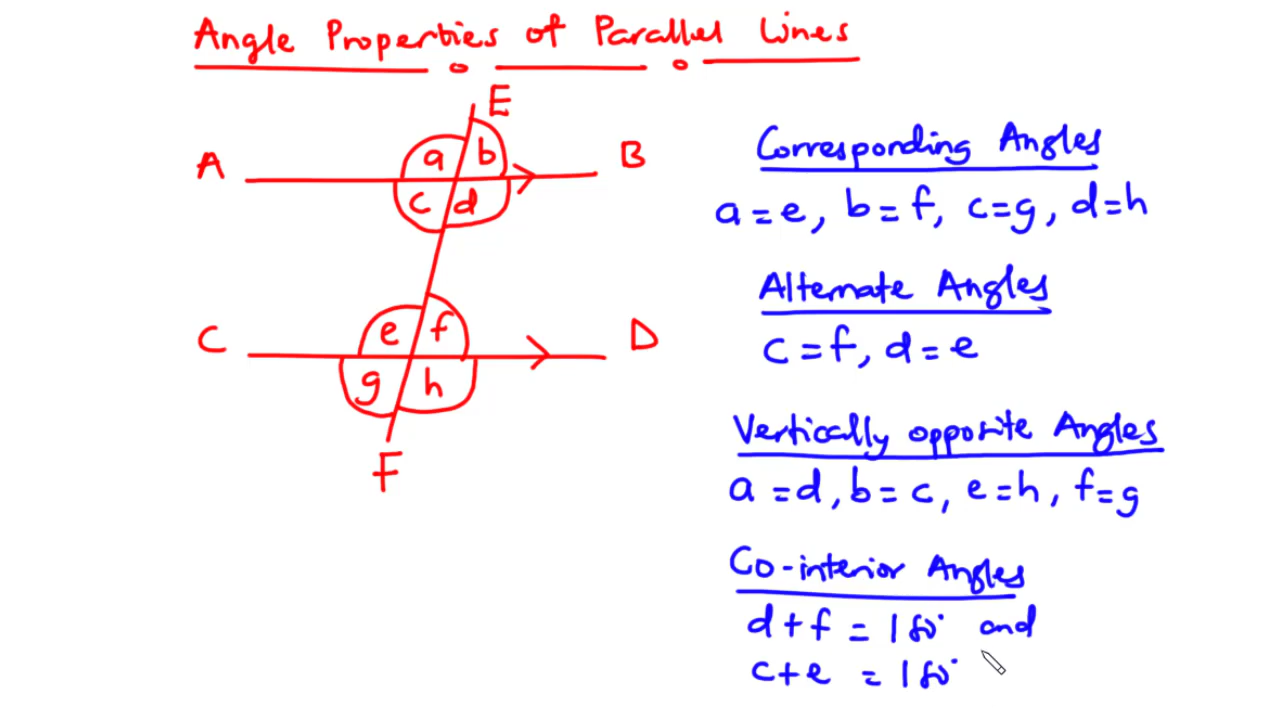 Angle Properties of Parallel Lines
E
A a b B
c d
C e f D
g h
F
Corresponding Angles
a = e, b = f, c = g, d = h
Alternate Angles
c = f, d = e
Vertically opposite Angles
a = d, b = c, e = h, f = g
Co-interior Angles
d + f = 180° and
c + e = 180°